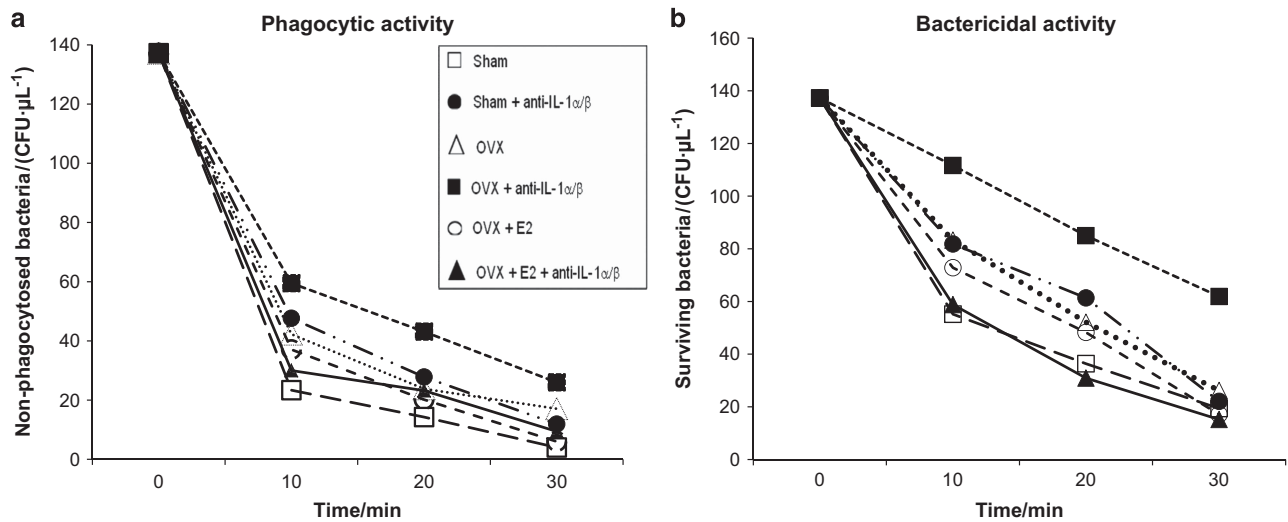 a
Phagocytic activity
Non-phagocytosed bacteria/(CFU·μL⁻¹)
140
120
100
80
60
40
20
0
0 10 20 30
Time/min
Sham
Sham + anti-IL-1α/β
OVX
OVX + anti-IL-1α/β
OVX + E2
OVX + E2 + anti-IL-1α/β
b
Bactericidal activity
Surviving bacteria/(CFU·μL⁻¹)
160
140
120
100
80
60
40
20
0
0 10 20 30
Time/min